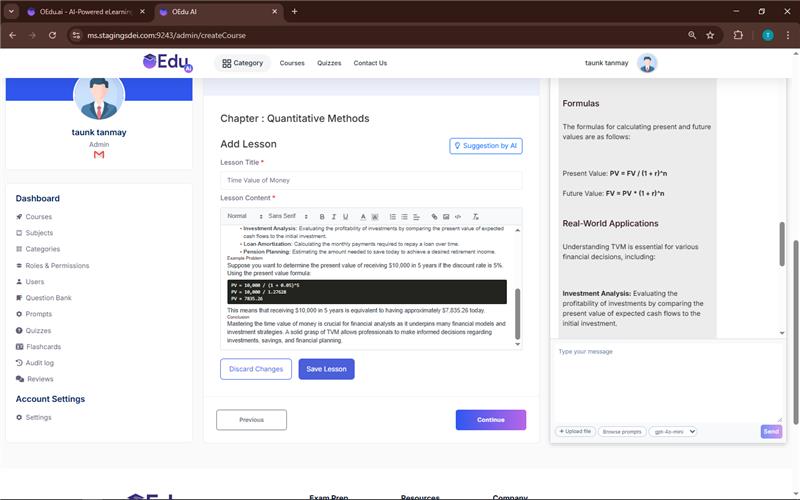 OEdu.ai - AI-Powered eLearning
OEdu AI
ms.stagingsdei.com:9243/admin/createCourse
T
Edu
AI
Category
Courses
Quizzes
Contact Us
taunk tanmay
taunk tanmay
Admin
Dashboard
Courses
Subjects
Categories
Roles & Permissions
Users
Question Bank
Prompts
Quizzes
Flashcards
Audit log
Reviews
Account Settings
Settings
Chapter : Quantitative Methods
Add Lesson
Suggestion by AI
Lesson Title *
Time Value of Money
Lesson Content *
Normal
Sans Serif
B I U
• Investment Analysis: Evaluating the profitability of investments by comparing the present value of expected
cash flows to the initial investment.
• Loan Amortization: Calculating the monthly payments required to repay a loan over time.
• Pension Planning: Estimating the amount needed to save today to achieve a desired retirement income.
Example Problem
Suppose you want to determine the present value of receiving $10,000 in 5 years if the discount rate is 5%.
Using the present value formula:
PV = 10,000 / (1 + 0.05)^5
PV = 10,000 / 1.27628
PV ≈ 7835.26
This means that receiving $10,000 in 5 years is equivalent to having approximately $7,835.26 today.
Conclusion
Mastering the time value of money is crucial for financial analysts as it underpins many financial models and
investment strategies. A solid grasp of TVM allows professionals to make informed decisions regarding
investments, savings, and financial planning.
Discard Changes
Save Lesson
Previous
Continue
Formulas
The formulas for calculating present and future
values are as follows:
Present Value: PV = FV / (1 + r)^n
Future Value: FV = PV * (1 + r)^n
Real-World Applications
Understanding TVM is essential for various
financial decisions, including:
Investment Analysis: Evaluating the
profitability of investments by comparing the
present value of expected cash flows to the
initial investment.
Type your message
+ Upload file
Browse prompts
gpt-4o-mini
Send
Edu
Exam Prep
Resources
Company